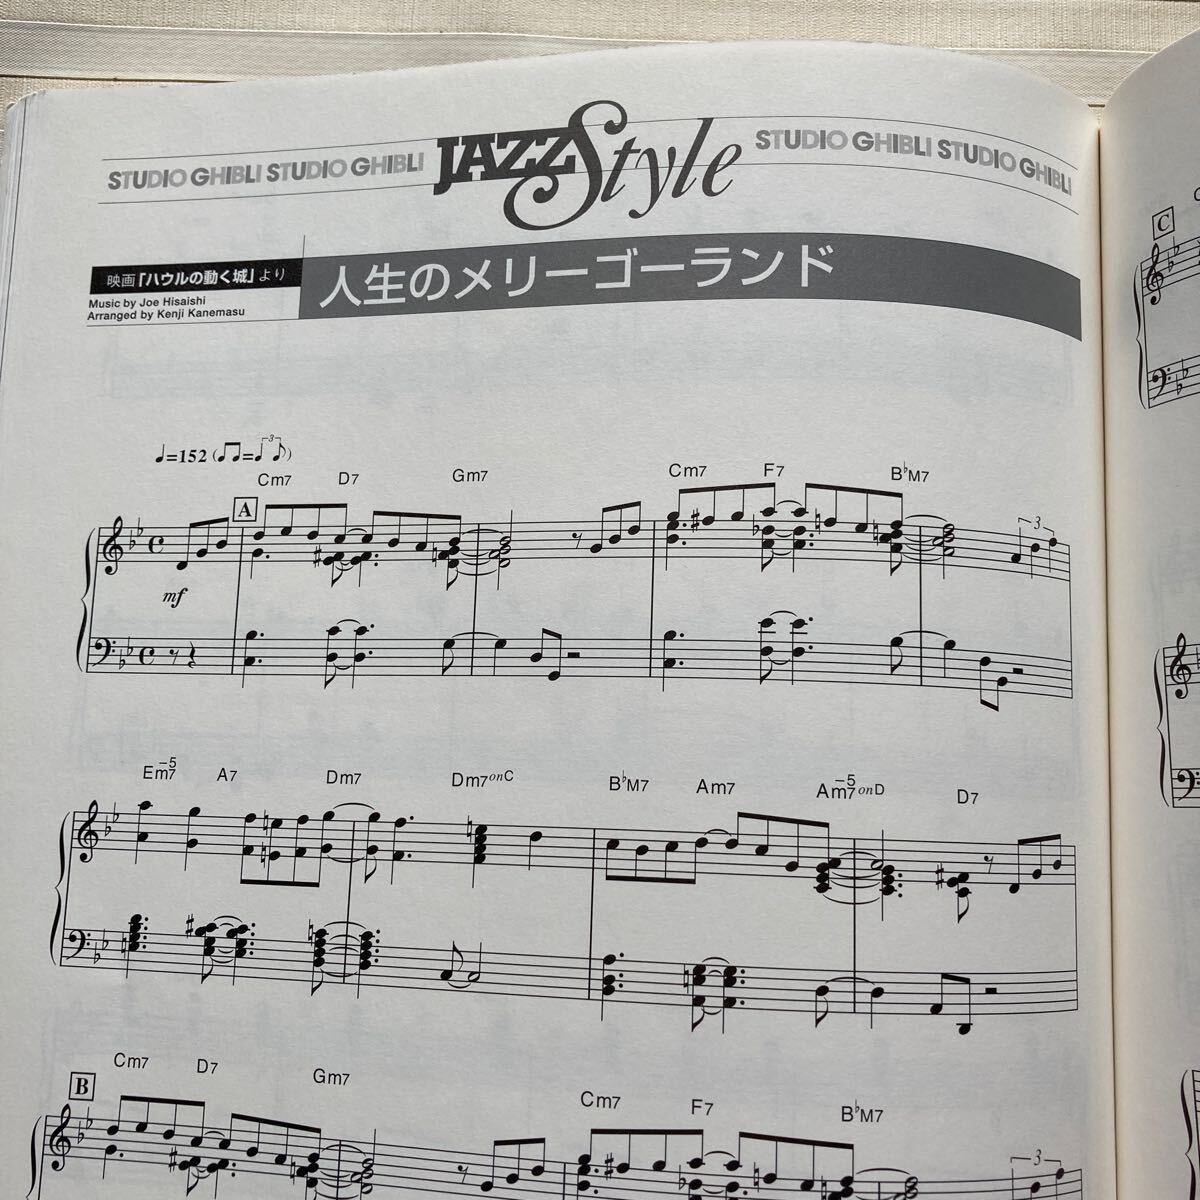 STUDIO GHIBLI STUDIO GHIBLI JAZZ Style STUDIO GHIBLI STUDIO GHIBLI
映画「ハウルの動く城」より
人生のメリーゴーランド
Music by Joe Hisaishi
Arranged by Kenji Kanemasu
♩=152 (♫=♩3♪)
Cm7 D7 Gm7 Cm7 F7 B♭M7
A
3
mf
Em7-5 A7 Dm7 Dm7onC B♭M7 Am7 Am7-5onD D7
Cm7 D7 Gm7 Cm7 F7 B♭M7
B
3
C